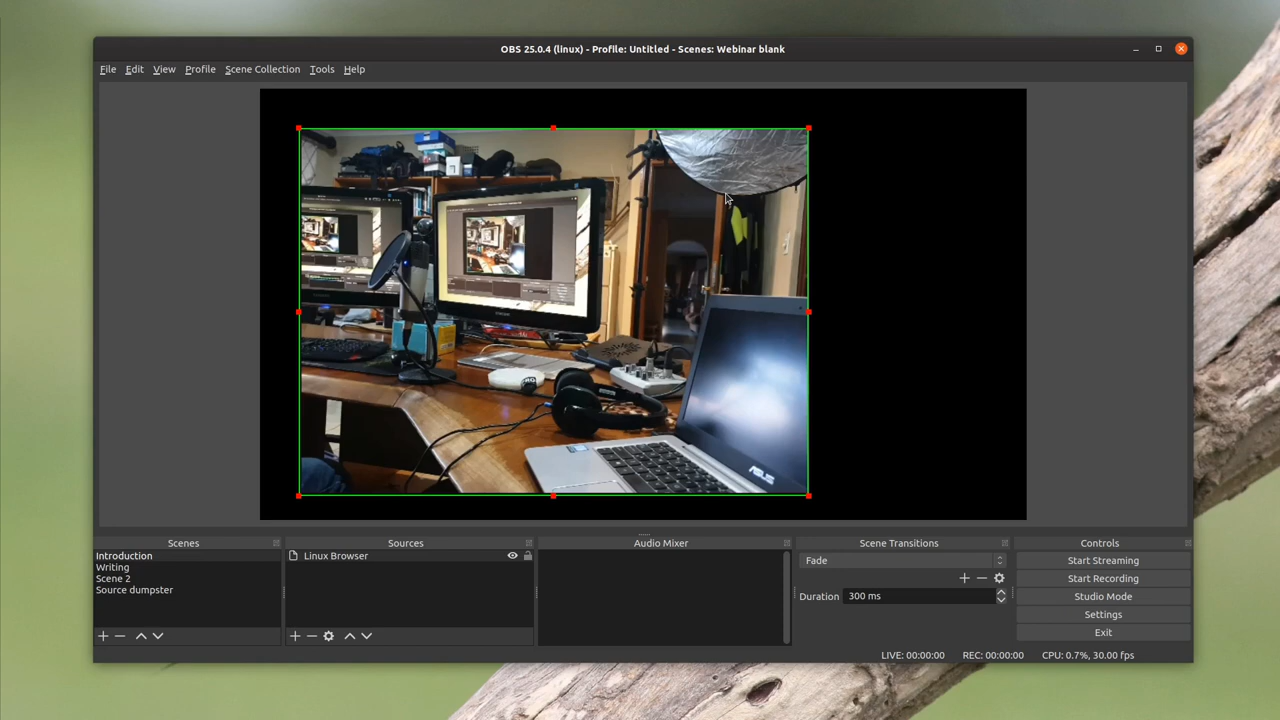 OBS 25.0.4 (linux) - Profile: Untitled - Scenes: Webinar blank
File Edit View Profile Scene Collection Tools Help
ASUS
Scenes Sources Audio Mixer Scene Transitions Controls
Introduction Linux Browser Fade Start Streaming
Writing
Scene 2 Start Recording
Source dumpster Duration 300 ms Studio Mode
Settings
Exit
LIVE: 00:00:00 REC: 00:00:00 CPU: 0.7%, 30.00 fps